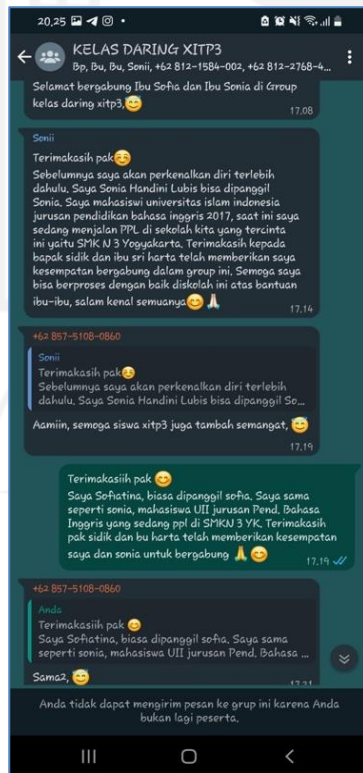 20.25
KELAS DARING XITP3
Bp, Bu, Bu, Sonii, +62 812-1584-002, +62 812-2768-4...
Selamat bergabung Ibu Sofia dan Ibu Sonia di Group
kelas daring xitp3,😇
17.08
Sonii
Terimakasih pak☺️
Sebelumnya saya akan perkenalkan diri terlebih
dahulu. Saya Sonia Handini Lubis bisa dipanggil
Sonia. Saya mahasiswi universitas islam indonesia
jurusan pendidikan bahasa inggris 2017, saat ini saya
sedang menjalan PPL di sekolah kita yang tercinta
ini yaitu SMK N 3 Yogyakarta. Terimakasih kepada
bapak sidik dan ibu sri harta telah memberikan saya
kesempatan bergabung dalam group ini. Semoga saya
bisa berproses dengan baik diskolah ini atas bantuan
ibu-ibu, salam kenal semuanya😊🙏
17.14
+62 857-5108-0860
Sonii
Terimakasih pak☺️
Sebelumnya saya akan perkenalkan diri terlebih
dahulu. Saya Sonia Handini Lubis bisa dipanggil So...
Aamiin, semoga siswa xitp3 juga tambah semangat, 😇
17.19
Terimakasiih pak 😊
Saya Sofiatina, biasa dipanggil sofia. Saya sama
seperti sonia, mahasiswa UII jurusan Pend. Bahasa
Inggris yang sedang ppl di SMKN 3 YK. Terimakasih
pak sidik dan bu harta telah memberikan kesempatan
saya dan sonia untuk bergabung 🙏😊
17.19
+62 857-5108-0860
Anda
Terimakasiih pak 😊
Saya Sofiatina, biasa dipanggil sofia. Saya sama
seperti sonia, mahasiswa UII jurusan Pend. Bahasa ...
Sama2, 😇
17.21
Anda tidak dapat mengirim pesan ke grup ini karena Anda
bukan lagi peserta.